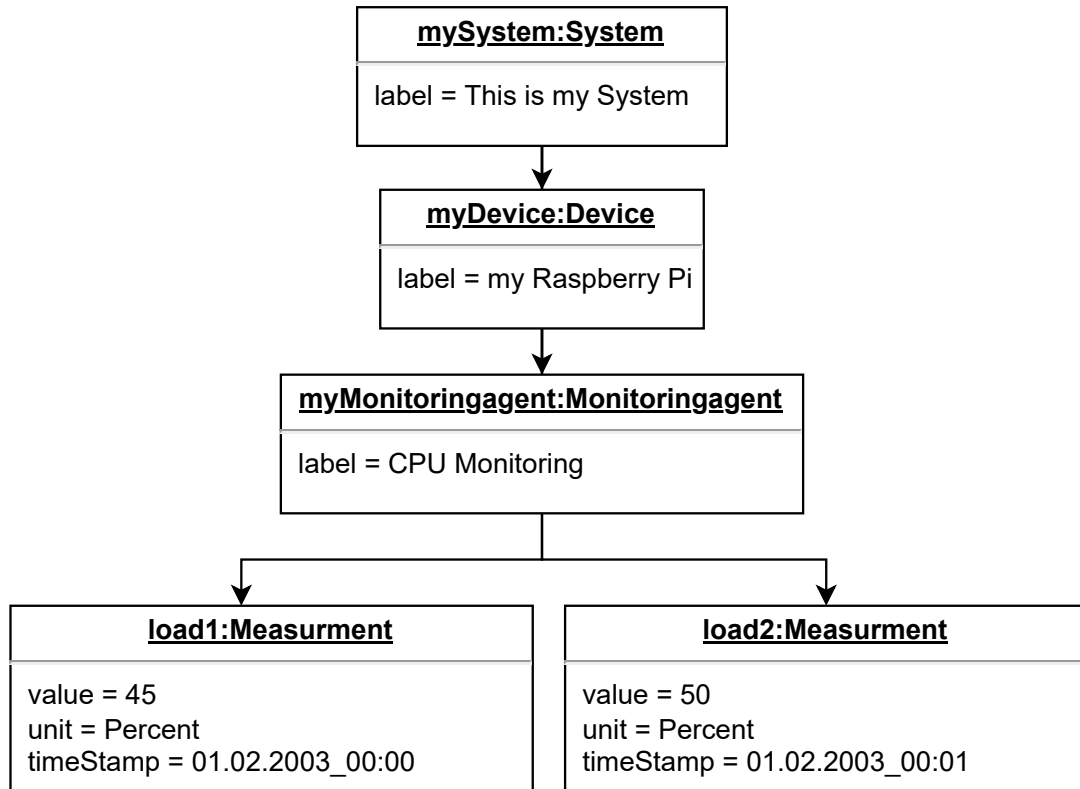 mySystem:System
label = This is my System
myDevice:Device
label = my Raspberry Pi
myMonitoringagent:Monitoringagent
label = CPU Monitoring
load1:Measurment
value = 45
unit = Percent
timeStamp = 01.02.2003_00:00
load2:Measurment
value = 50
unit = Percent
timeStamp = 01.02.2003_00:01